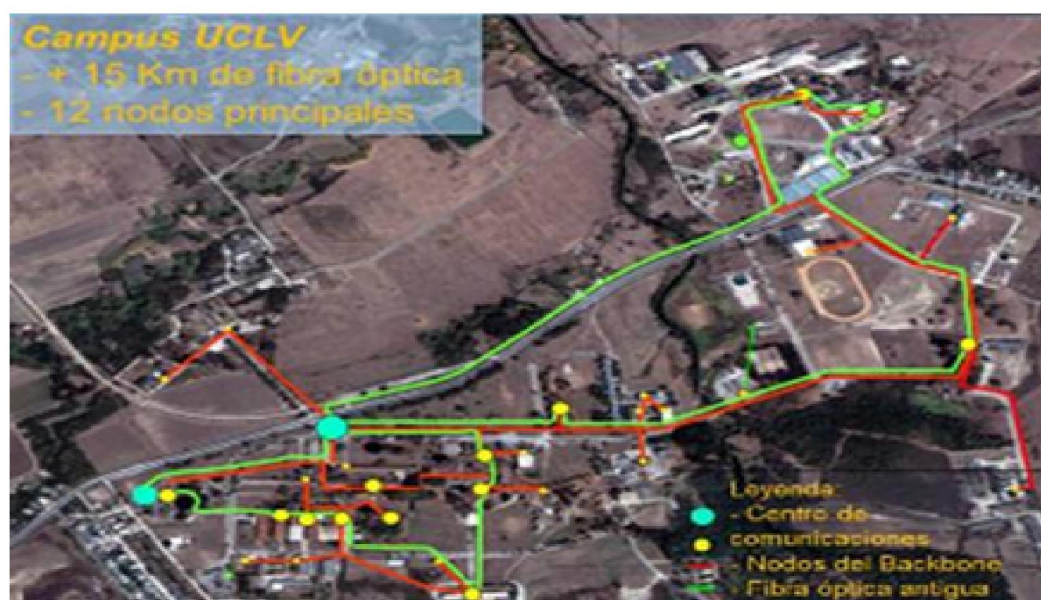 Campus UCLV
- + 15 Km de fibra óptica
- 12 nodos principales
Leyenda:
- Centro de
comunicaciones
- Nodos del Backbone
- Fibra óptica antigua